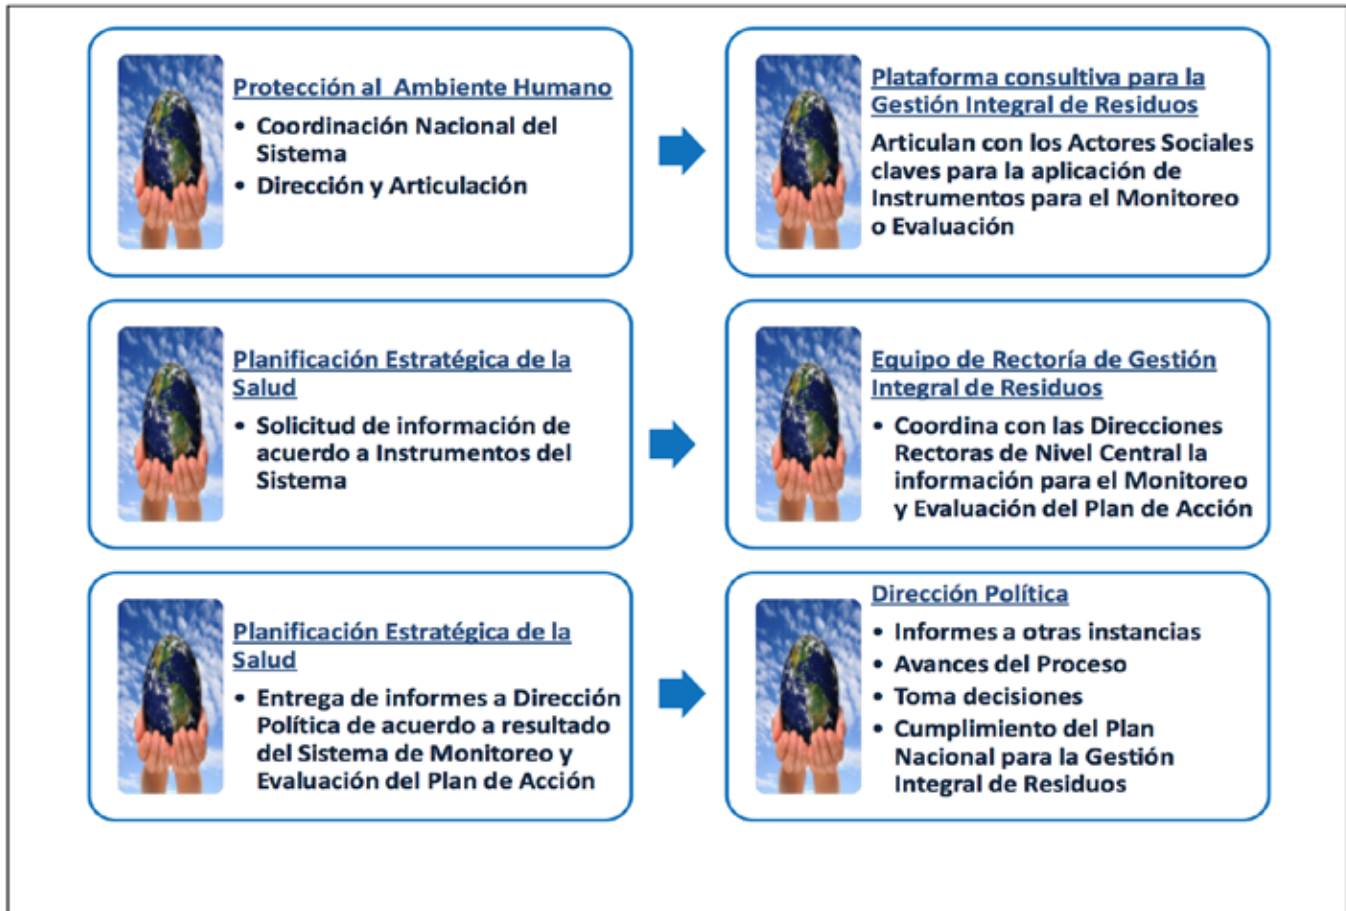 Protección al Ambiente Humano
• Coordinación Nacional del
Sistema
• Dirección y Articulación
Plataforma consultiva para la
Gestión Integral de Residuos
Articulan con los Actores Sociales
claves para la aplicación de
Instrumentos para el Monitoreo
o Evaluación
Planificación Estratégica de la
Salud
• Solicitud de información de
acuerdo a Instrumentos del
Sistema
Equipo de Rectoría de Gestión
Integral de Residuos
• Coordina con las Direcciones
Rectoras de Nivel Central la
información para el Monitoreo
y Evaluación del Plan de Acción
Planificación Estratégica de la
Salud
• Entrega de informes a Dirección
Política de acuerdo a resultado
del Sistema de Monitoreo y
Evaluación del Plan de Acción
Dirección Política
• Informes a otras instancias
• Avances del Proceso
• Toma decisiones
• Cumplimiento del Plan
Nacional para la Gestión
Integral de Residuos